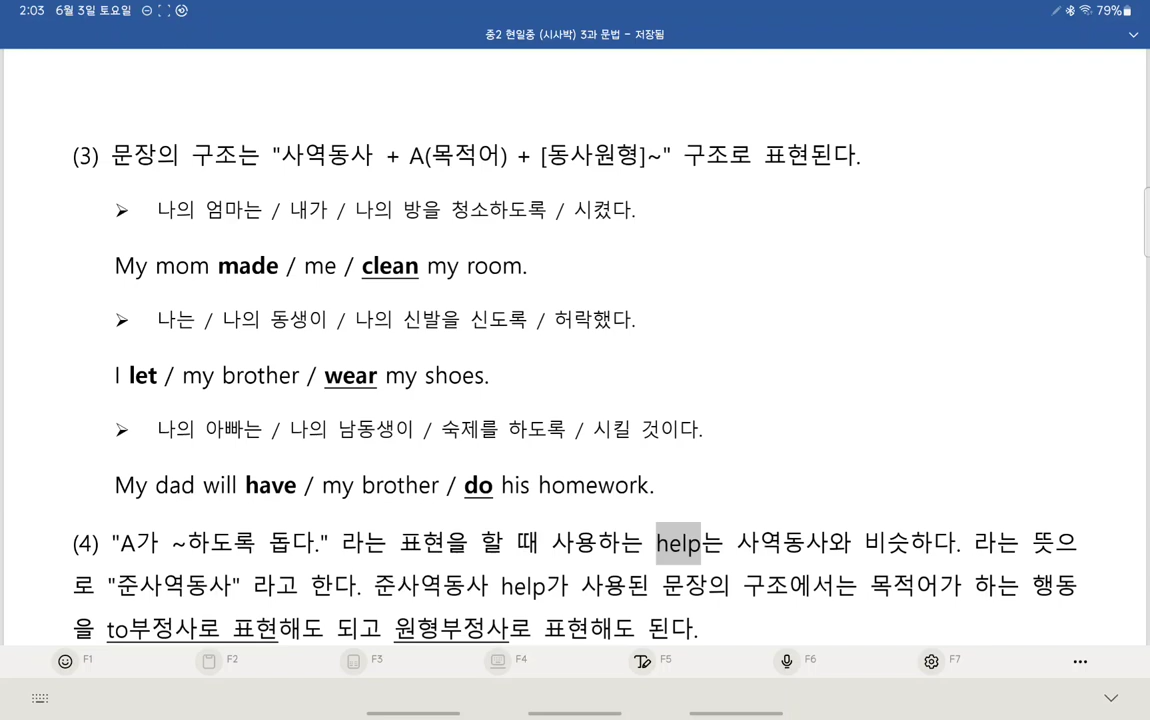 2:03 6월 3일 토요일
79%
중2 현일중 (시사박) 3과 문법 – 저장됨
(3) 문장의 구조는 "사역동사 + A(목적어) + [동사원형]~" 구조로 표현된다.
➢ 나의 엄마는 / 내가 / 나의 방을 청소하도록 / 시켰다.
My mom made / me / clean my room.
➢ 나는 / 나의 동생이 / 나의 신발을 신도록 / 허락했다.
I let / my brother / wear my shoes.
➢ 나의 아빠는 / 나의 남동생이 / 숙제를 하도록 / 시킬 것이다.
My dad will have / my brother / do his homework.
(4) "A가 ~하도록 돕다." 라는 표현을 할 때 사용하는 help는 사역동사와 비슷하다. 라는 뜻으
로 "준사역동사" 라고 한다. 준사역동사 help가 사용된 문장의 구조에서는 목적어가 하는 행동
을 to부정사로 표현해도 되고 원형부정사로 표현해도 된다.
F1 F2 F3 F4 F5 F6 F7